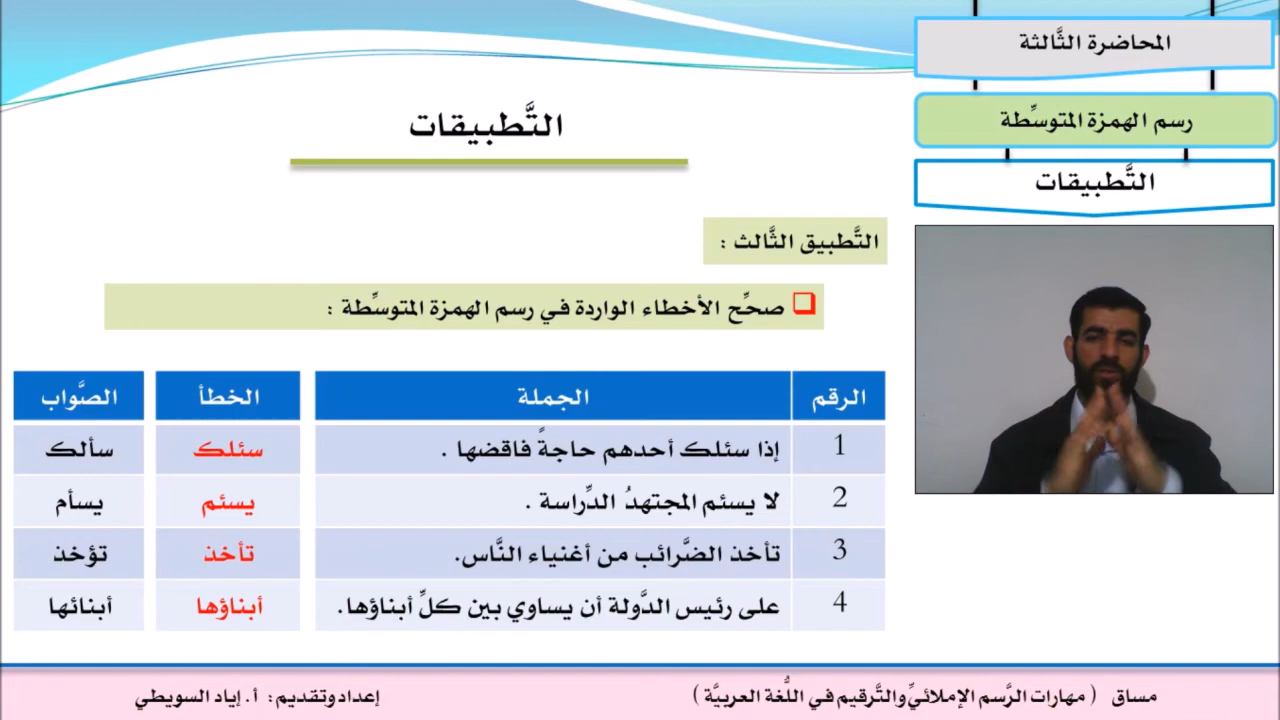 المحاضرة الثَّالثة
رسم الهمزة المتوسِّطة
التَّطبيقات
التَّطبيقات
التَّطبيق الثَّالث :
صحِّح الأخطاء الواردة في رسم الهمزة المتوسِّطة :
الرقم الجملة الخطأ الصَّواب
1 إذا سئلك أحدهم حاجةً فاقضها . سئلك سألك
2 لا يسئم المجتهدُ الدِّراسة . يسئم يسأم
3 تأخذ الضَّرائب من أغنياء النَّاس. تأخذ تؤخذ
4 على رئيس الدَّولة أن يساوي بين كلِّ أبناؤها. أبناؤها أبنائها
مساق ( مهارات الرَّسم الإملائيِّ والتَّرقيم في اللُّغة العربيَّة ) إعداد وتقديم: أ. إياد السويطي